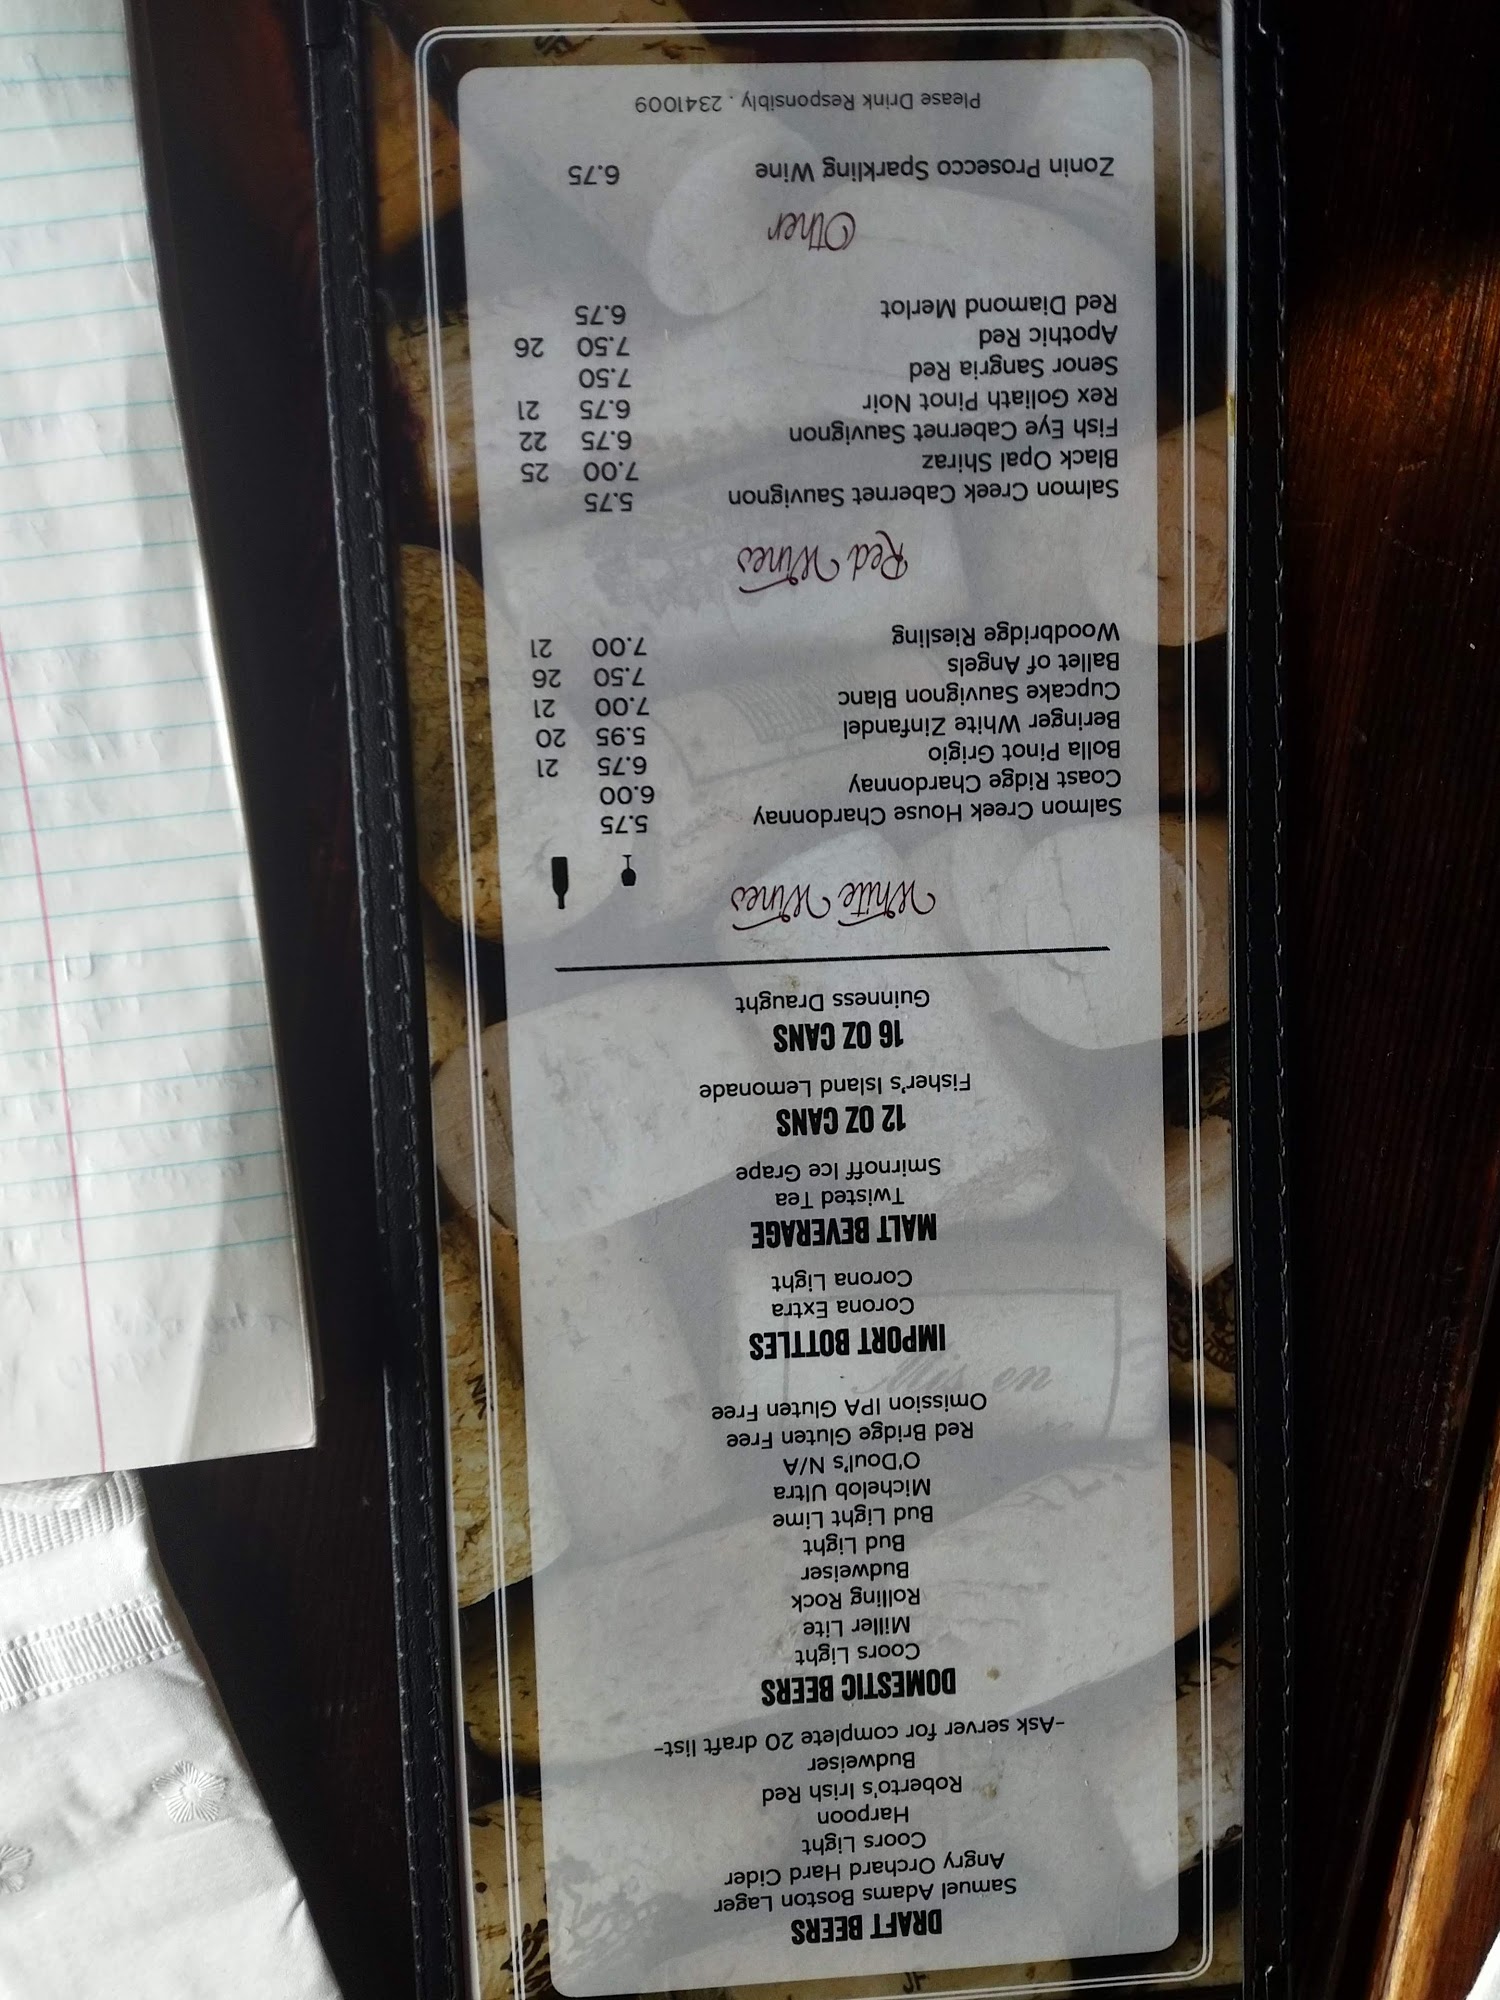 DRAFT BEERS
Samuel Adams Boston Lager
Angry Orchard Hard Cider
Coors Light
Harpoon
Roberto's Irish Red
Budweiser
-Ask server for complete 20 draft list-
DOMESTIC BEERS
Coors Light
Miller Lite
Rolling Rock
Budweiser
Bud Light
Bud Light Lime
Michelob Ultra
O'Doul's N/A
Red Bridge Gluten Free
Omission IPA Gluten Free
Mis en
IMPORT BOTTLES
Corona Extra
Corona Light
MALT BEVERAGE
Twisted Tea
Smirnoff Ice Grape
12 OZ CANS
Fisher's Island Lemonade
16 OZ CANS
Guinness Draught
White Wines
Salmon Creek House Chardonnay 5.75
Coast Ridge Chardonnay 6.00
Bolla Pinot Grigio 6.75 21
Beringer White Zinfandel 5.95 20
Cupcake Sauvignon Blanc 7.00 21
Ballet of Angels 7.50 26
Woodbridge Riesling 7.00 21
Red Wines
Salmon Creek Cabernet Sauvignon 5.75
Black Opal Shiraz 7.00 25
Fish Eye Cabernet Sauvignon 6.75 22
Rex Goliath Pinot Noir 6.75 21
Senor Sangria Red 7.50
Apothic Red 7.50 26
Red Diamond Merlot 6.75
Other
Zonin Prosecco Sparkling Wine 6.75
Please Drink Responsibly . 2341009